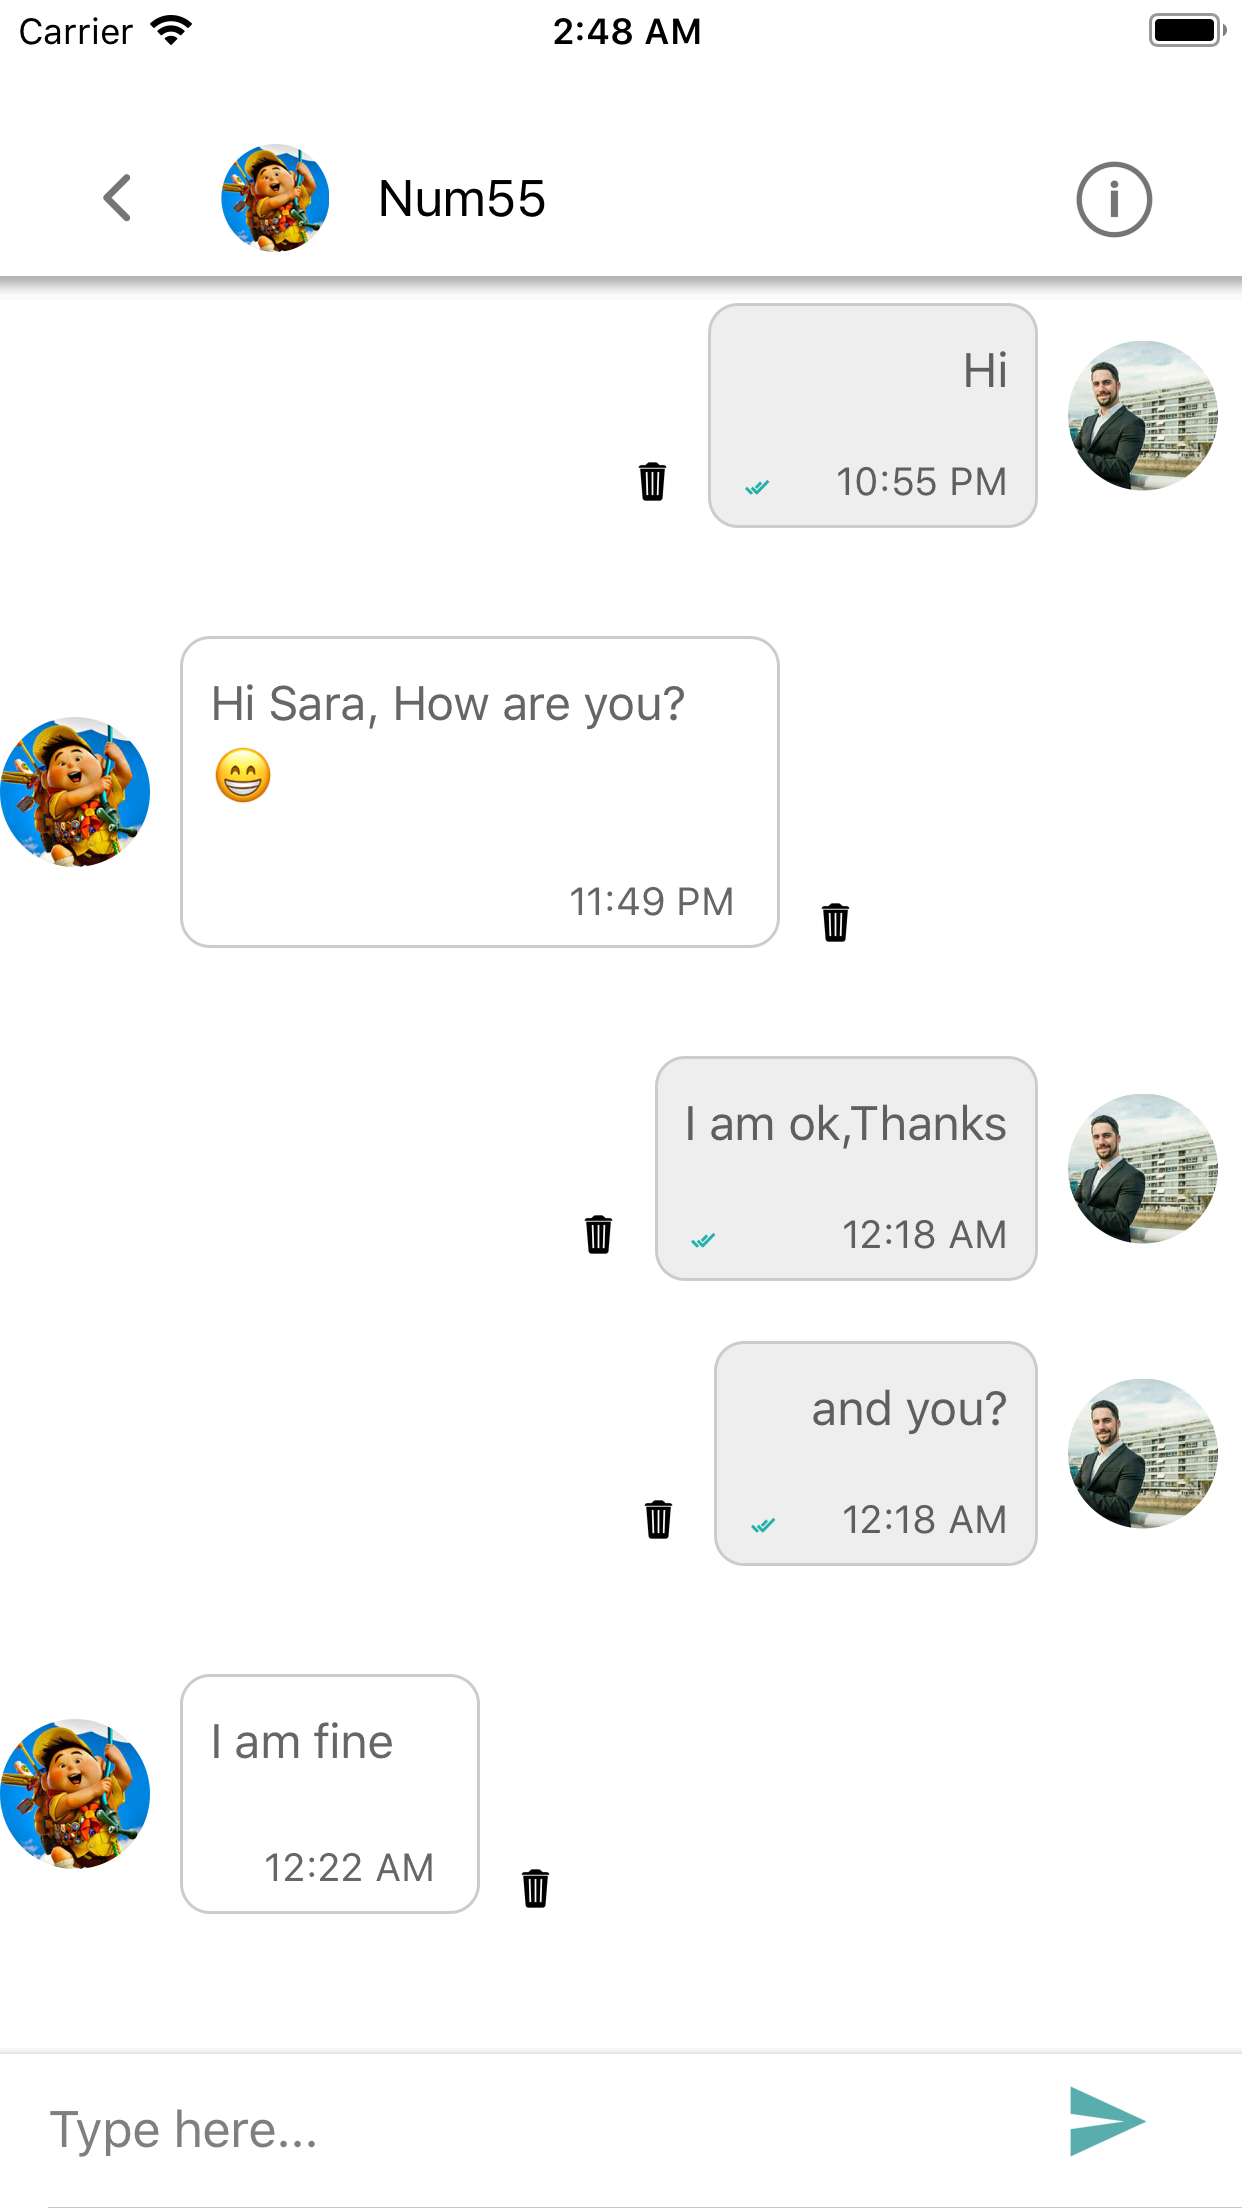 Carrier 2:48 AM
Num55
Hi
10:55 PM
Hi Sara, How are you?
😁
11:49 PM
I am ok,Thanks
12:18 AM
and you?
12:18 AM
I am fine
12:22 AM
Type here...